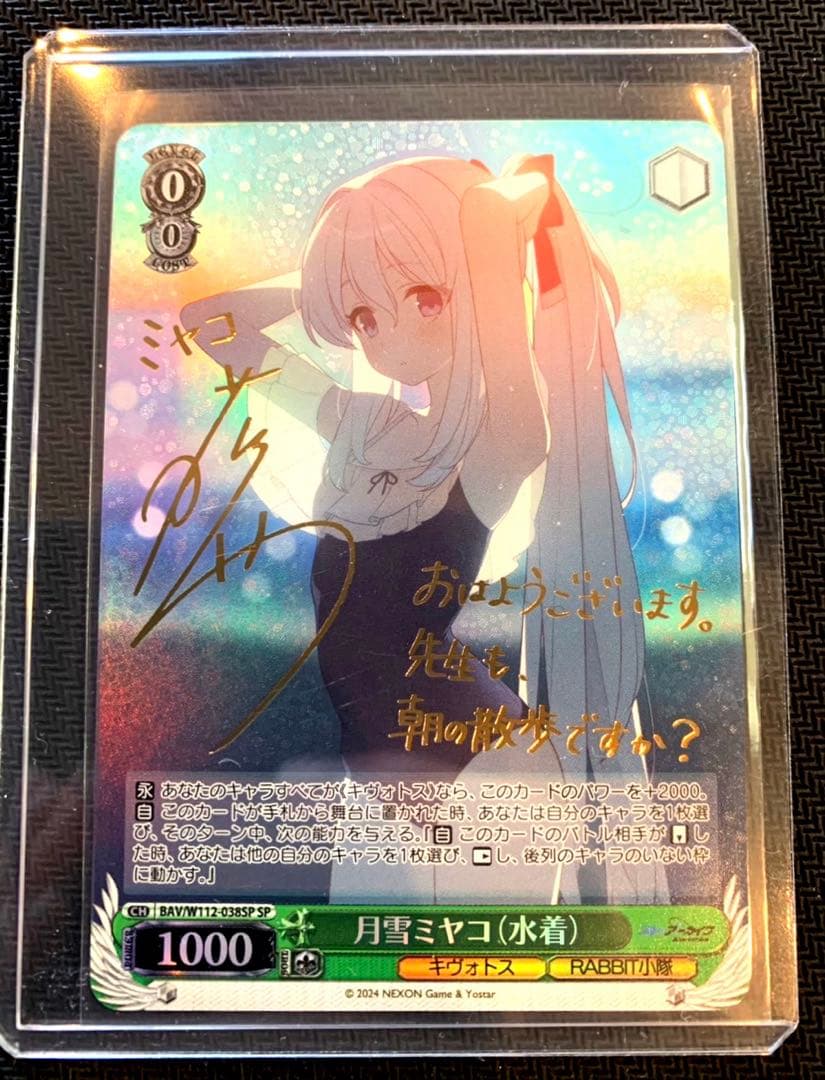 LEVEL
0
0
COST
ミヤコ
おはようございます。
先生も、
朝の散歩ですか？
永 あなたのキャラすべてが《キヴォトス》なら、このカードのパワーを＋2000。
自 このカードが手札から舞台に置かれた時、あなたは自分のキャラを1枚選
び、そのターン中、次の能力を与える。『自 このカードのバトル相手が し
た時、あなたは他の自分のキャラを1枚選び、 し、後列のキャラのいない枠
に動かす。』
CH BAV/W112-038SP SP
1000
月雪ミヤコ（水着）
ブルーアーカイブ
キヴォトス RABBIT小隊
© 2024 NEXON Game & Yostar